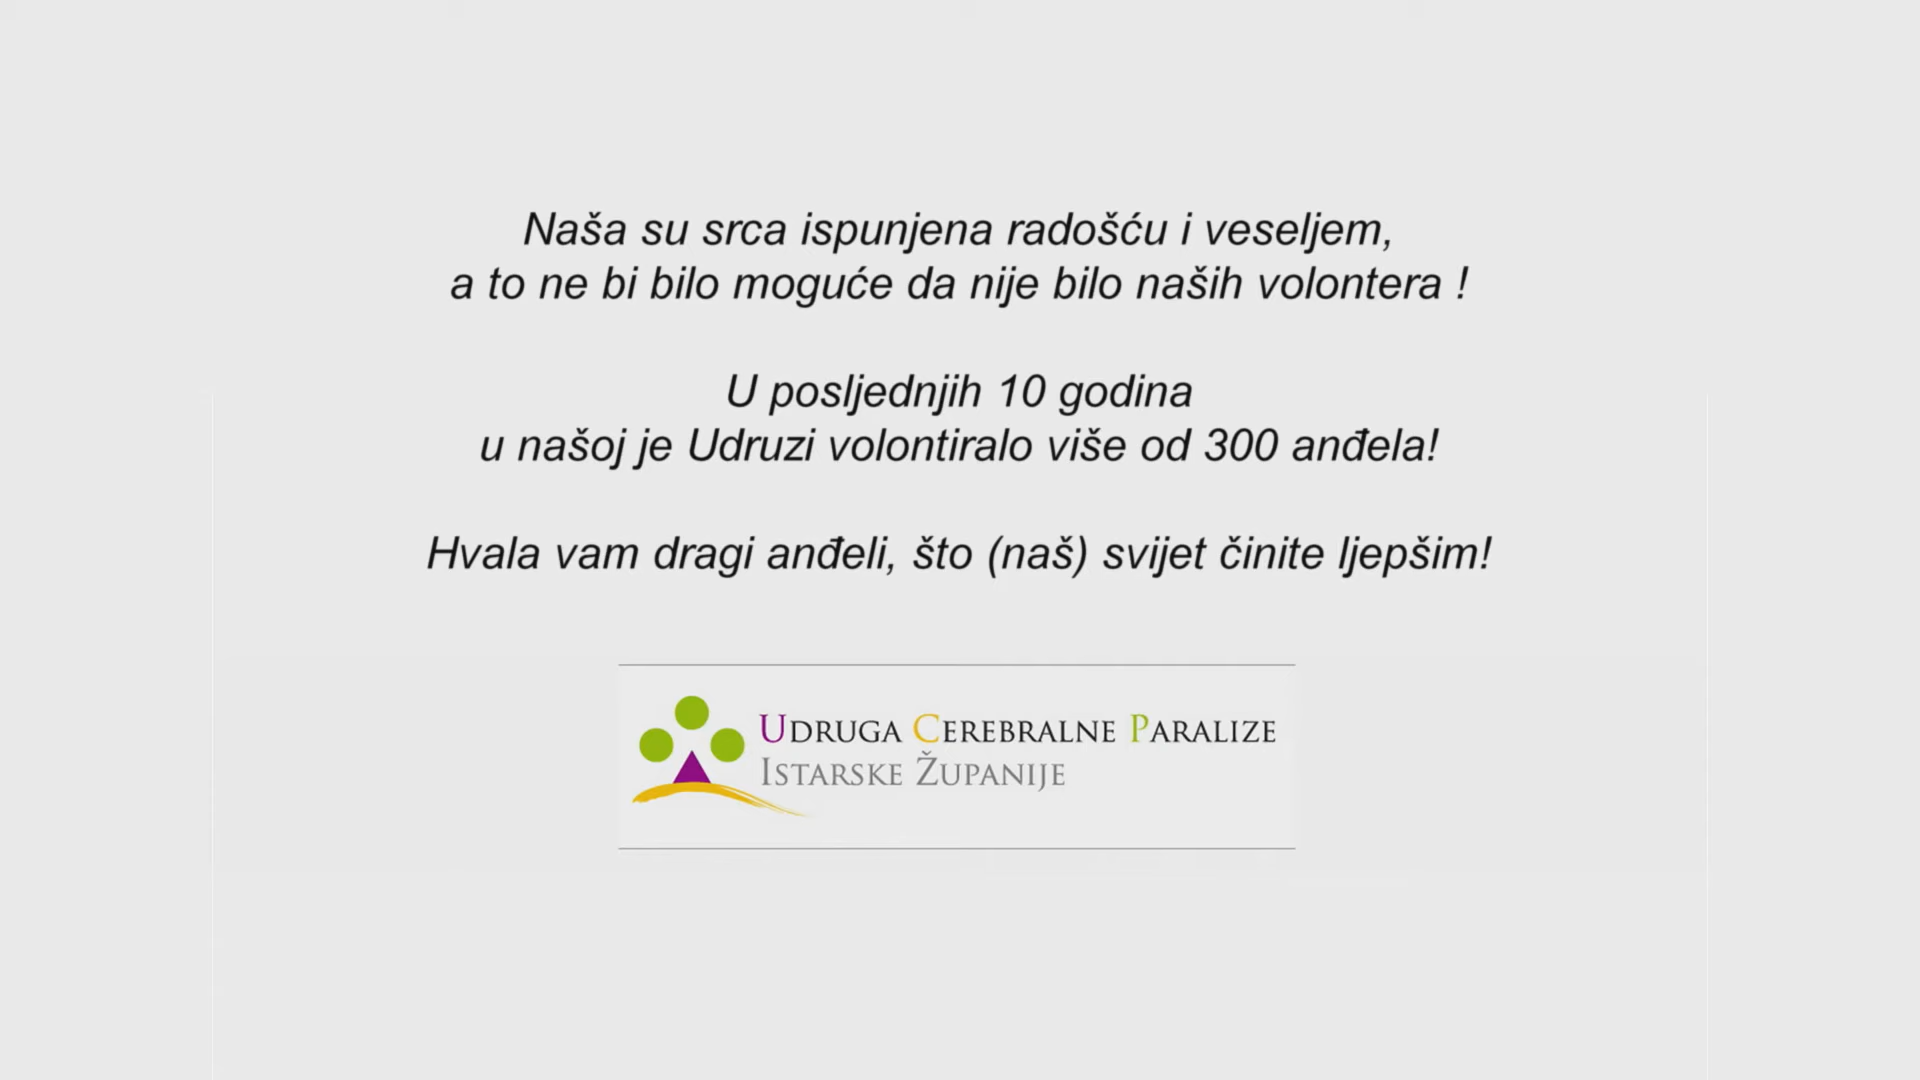 Naša su srca ispunjena radošću i veseljem,
a to ne bi bilo moguće da nije bilo naših volontera !
U posljednjih 10 godina
u našoj je Udruzi volontiralo više od 300 anđela!
Hvala vam dragi anđeli, što (naš) svijet činite ljepšim!
Udruga Cerebralne Paralize
Istarske Županije